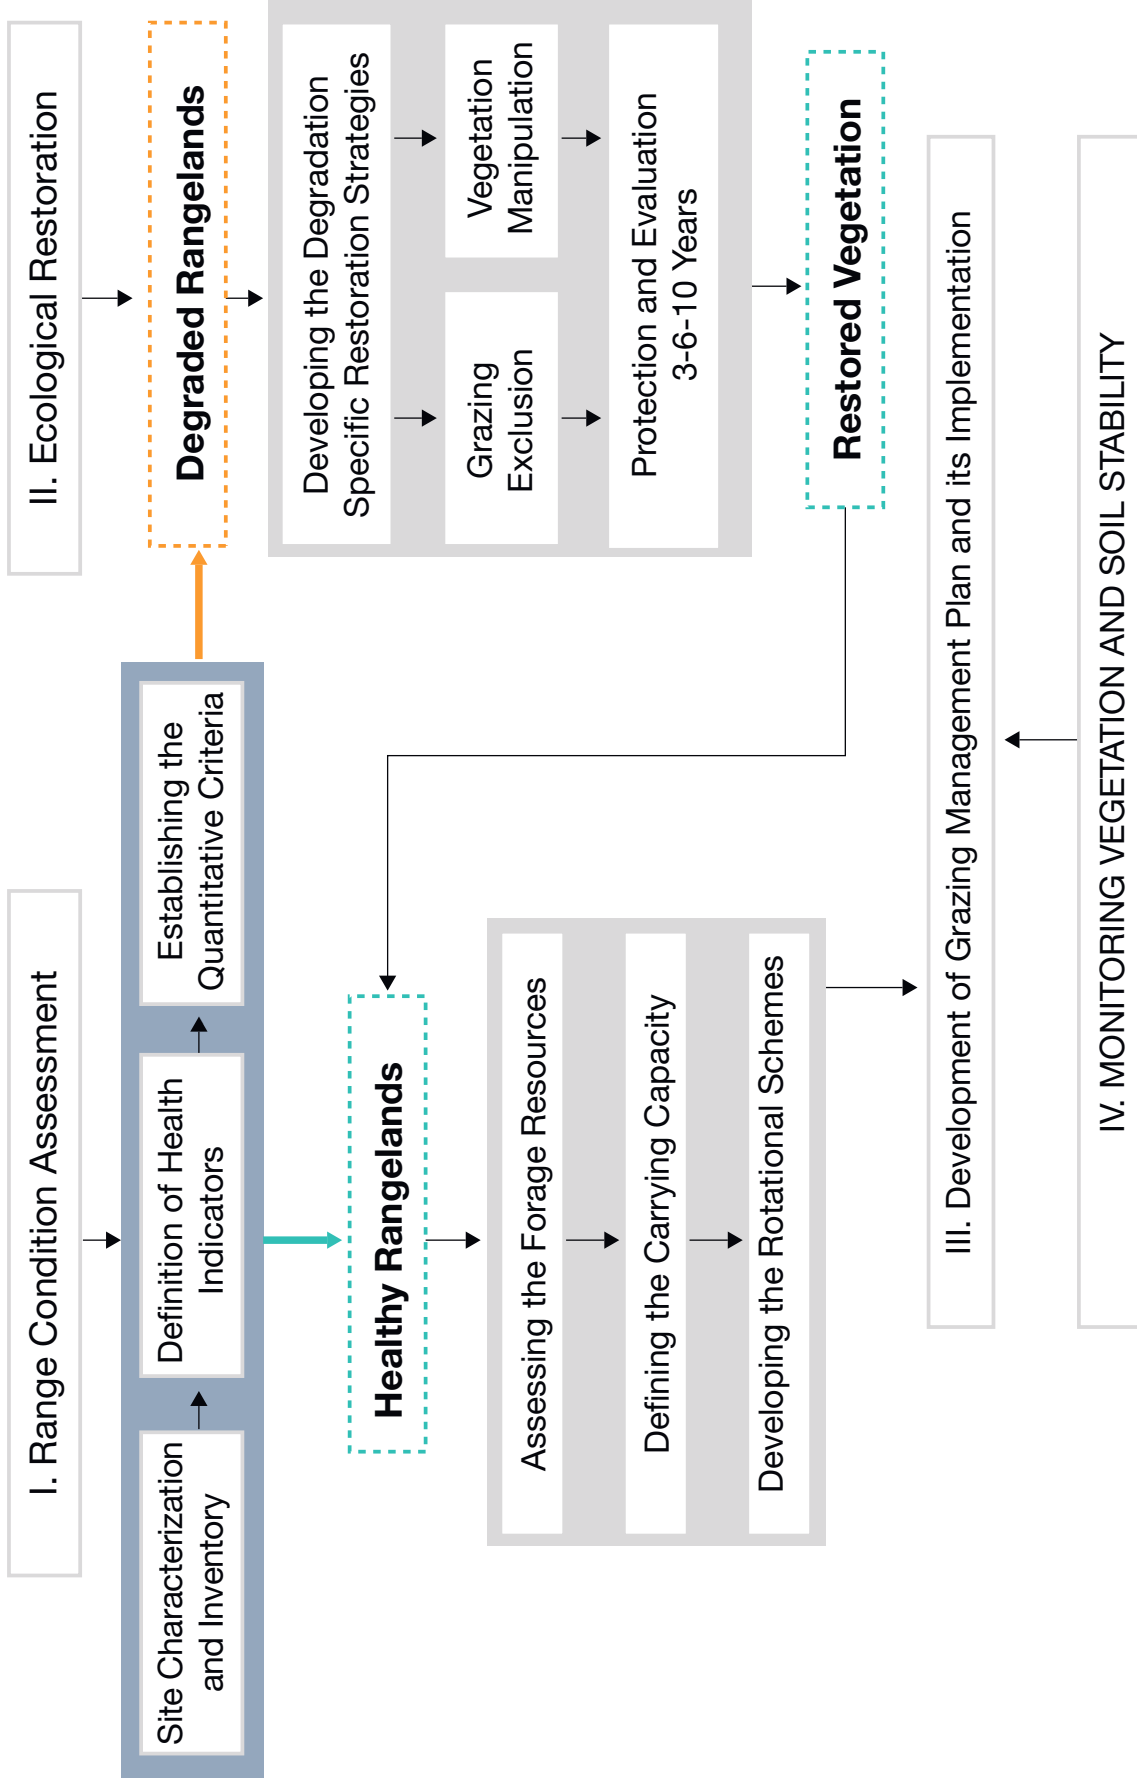 I. Range Condition Assessment
Site Characterization
and Inventory
Definition of Health
Indicators
Establishing the
Quantitative Criteria
Healthy Rangelands
Assessing the Forage Resources
Defining the Carrying Capacity
Developing the Rotational Schemes
II. Ecological Restoration
Degraded Rangelands
Developing the Degradation
Specific Restoration Strategies
Grazing
Exclusion
Vegetation
Manipulation
Protection and Evaluation
3-6-10 Years
Restored Vegetation
III. Development of Grazing Management Plan and its Implementation
IV. MONITORING VEGETATION AND SOIL STABILITY